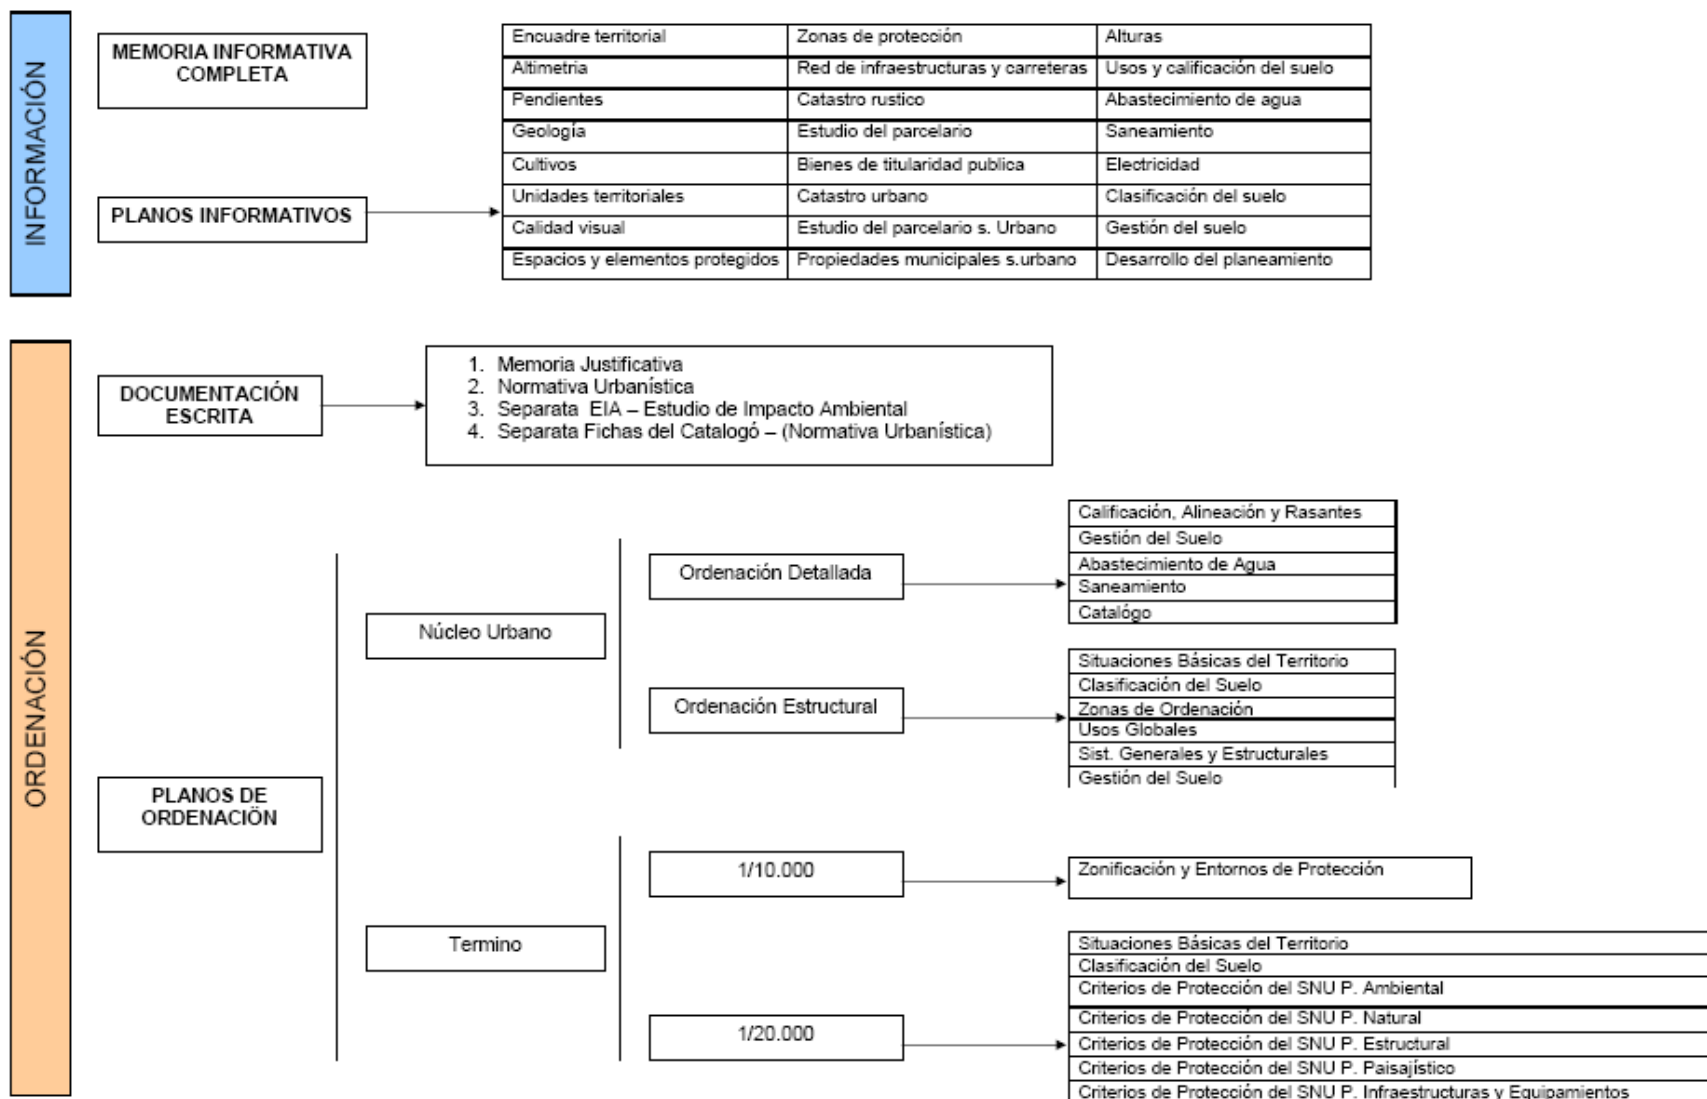 INFORMACIÓN
MEMORIA INFORMATIVA
COMPLETA
PLANOS INFORMATIVOS
Encuadre territorial Zonas de protección Alturas
Altimetria Red de infraestructuras y carreteras Usos y calificación del suelo
Pendientes Catastro rustico Abastecimiento de agua
Geología Estudio del parcelario Saneamiento
Cultivos Bienes de titularidad publica Electricidad
Unidades territoriales Catastro urbano Clasificación del suelo
Calidad visual Estudio del parcelario s. Urbano Gestión del suelo
Espacios y elementos protegidos Propiedades municipales s.urbano Desarrollo del planeamiento
ORDENACIÓN
DOCUMENTACIÓN
ESCRITA
1. Memoria Justificativa
2. Normativa Urbanística
3. Separata EIA – Estudio de Impacto Ambiental
4. Separata Fichas del Catalogó – (Normativa Urbanística)
PLANOS DE
ORDENACIÖN
Núcleo Urbano
Ordenación Detallada
Calificación, Alineación y Rasantes
Gestión del Suelo
Abastecimiento de Agua
Saneamiento
Catalógo
Ordenación Estructural
Situaciones Básicas del Territorio
Clasificación del Suelo
Zonas de Ordenación
Usos Globales
Sist. Generales y Estructurales
Gestión del Suelo
Termino
1/10.000
Zonificación y Entornos de Protección
1/20.000
Situaciones Básicas del Territorio
Clasificación del Suelo
Criterios de Protección del SNU P. Ambiental
Criterios de Protección del SNU P. Natural
Criterios de Protección del SNU P. Estructural
Criterios de Protección del SNU P. Paisajístico
Criterios de Protección del SNU P. Infraestructuras y Equipamientos